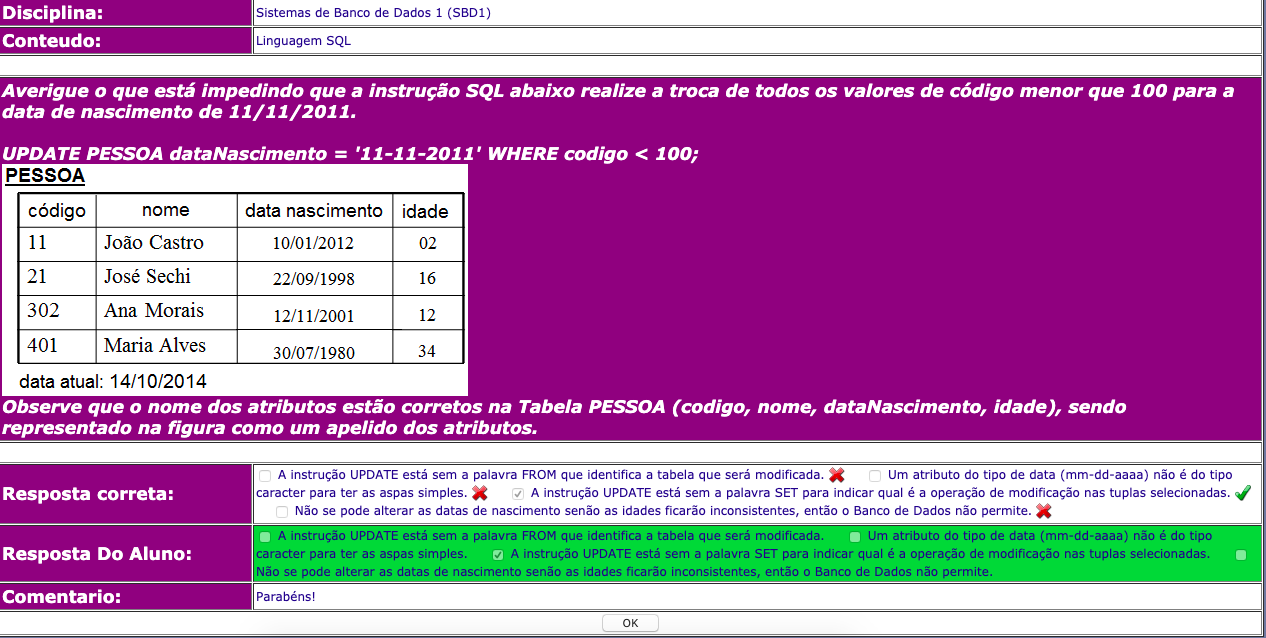 Disciplina: Sistemas de Banco de Dados 1 (SBD1)
Conteudo: Linguagem SQL
Averigue o que está impedindo que a instrução SQL abaixo realize a troca de todos os valores de código menor que 100 para a
data de nascimento de 11/11/2011.
UPDATE PESSOA dataNascimento = '11-11-2011' WHERE codigo < 100;
PESSOA
código nome data nascimento idade
11 João Castro 10/01/2012 02
21 José Sechi 22/09/1998 16
302 Ana Morais 12/11/2001 12
401 Maria Alves 30/07/1980 34
data atual: 14/10/2014
Observe que o nome dos atributos estão corretos na Tabela PESSOA (codigo, nome, dataNascimento, idade), sendo
representado na figura como um apelido dos atributos.
Resposta correta:
A instrução UPDATE está sem a palavra FROM que identifica a tabela que será modificada. Um atributo do tipo de data (mm-dd-aaaa) não é do tipo
caracter para ter as aspas simples. A instrução UPDATE está sem a palavra SET para indicar qual é a operação de modificação nas tuplas selecionadas.
Não se pode alterar as datas de nascimento senão as idades ficarão inconsistentes, então o Banco de Dados não permite.
Resposta Do Aluno:
A instrução UPDATE está sem a palavra FROM que identifica a tabela que será modificada. Um atributo do tipo de data (mm-dd-aaaa) não é do tipo
caracter para ter as aspas simples. A instrução UPDATE está sem a palavra SET para indicar qual é a operação de modificação nas tuplas selecionadas.
Não se pode alterar as datas de nascimento senão as idades ficarão inconsistentes, então o Banco de Dados não permite.
Comentario: Parabéns!
OK